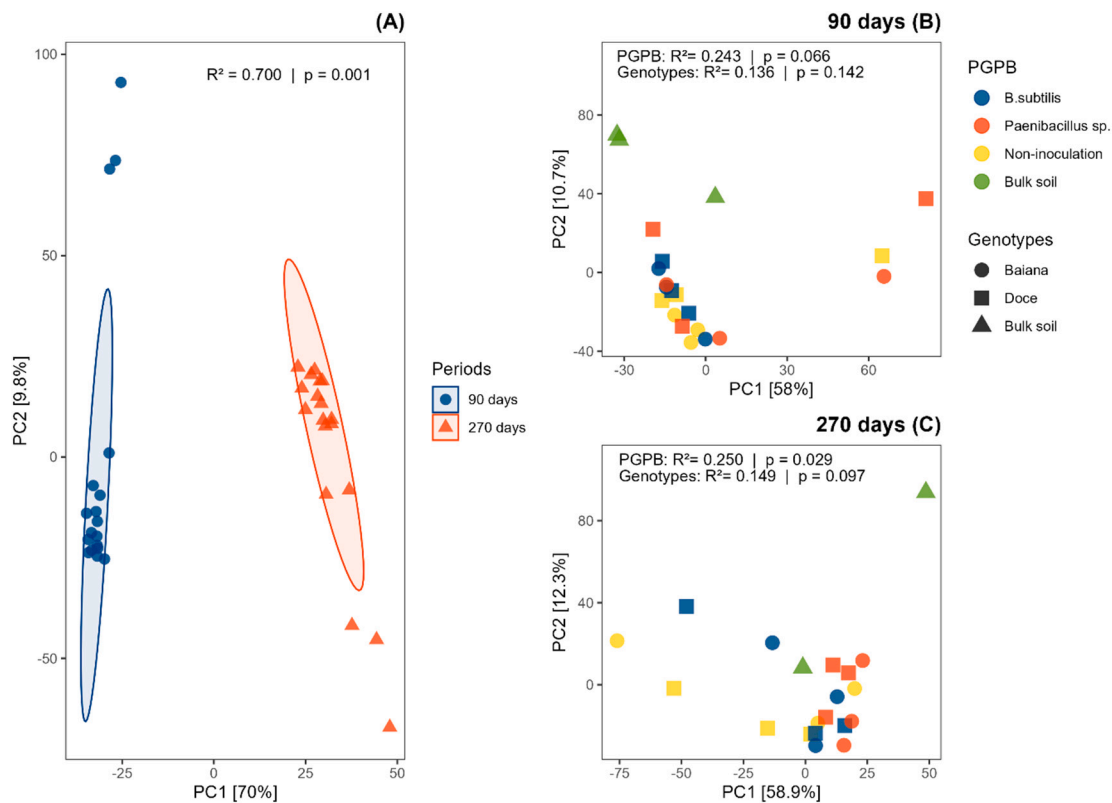 (A)
R² = 0.700 | p = 0.001
100
50
0
-50
PC2 [9.8%]
-25
0
25
50
PC1 [70%]
Periods
90 days
270 days
90 days (B)
PGPB: R²= 0.243 | p = 0.066
Genotypes: R²= 0.136 | p = 0.142
80
40
0
-40
PC2 [10.7%]
-30
0
30
60
PC1 [58%]
270 days (C)
PGPB: R²= 0.250 | p = 0.029
Genotypes: R²= 0.149 | p = 0.097
80
40
0
PC2 [12.3%]
-75
-50
-25
0
25
50
PC1 [58.9%]
PGPB
B.subtilis
Paenibacillus sp.
Non-inoculation
Bulk soil
Genotypes
Baiana
Doce
Bulk soil